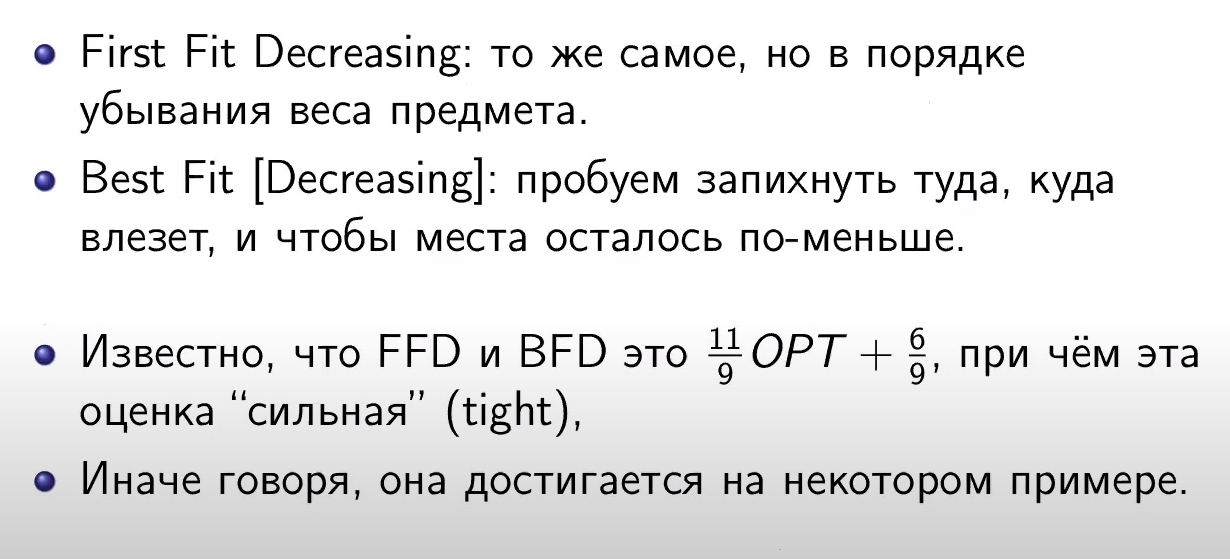 First Fit Decreasing: то же самое, но в порядке
убывания веса предмета.
Best Fit [Decreasing]: пробуем запихнуть туда, куда
влезет, и чтобы места осталось по-меньше.
Известно, что FFD и BFD это 11/9 OPT + 6/9, при чём эта
оценка “сильная” (tight),
Иначе говоря, она достигается на некотором примере.